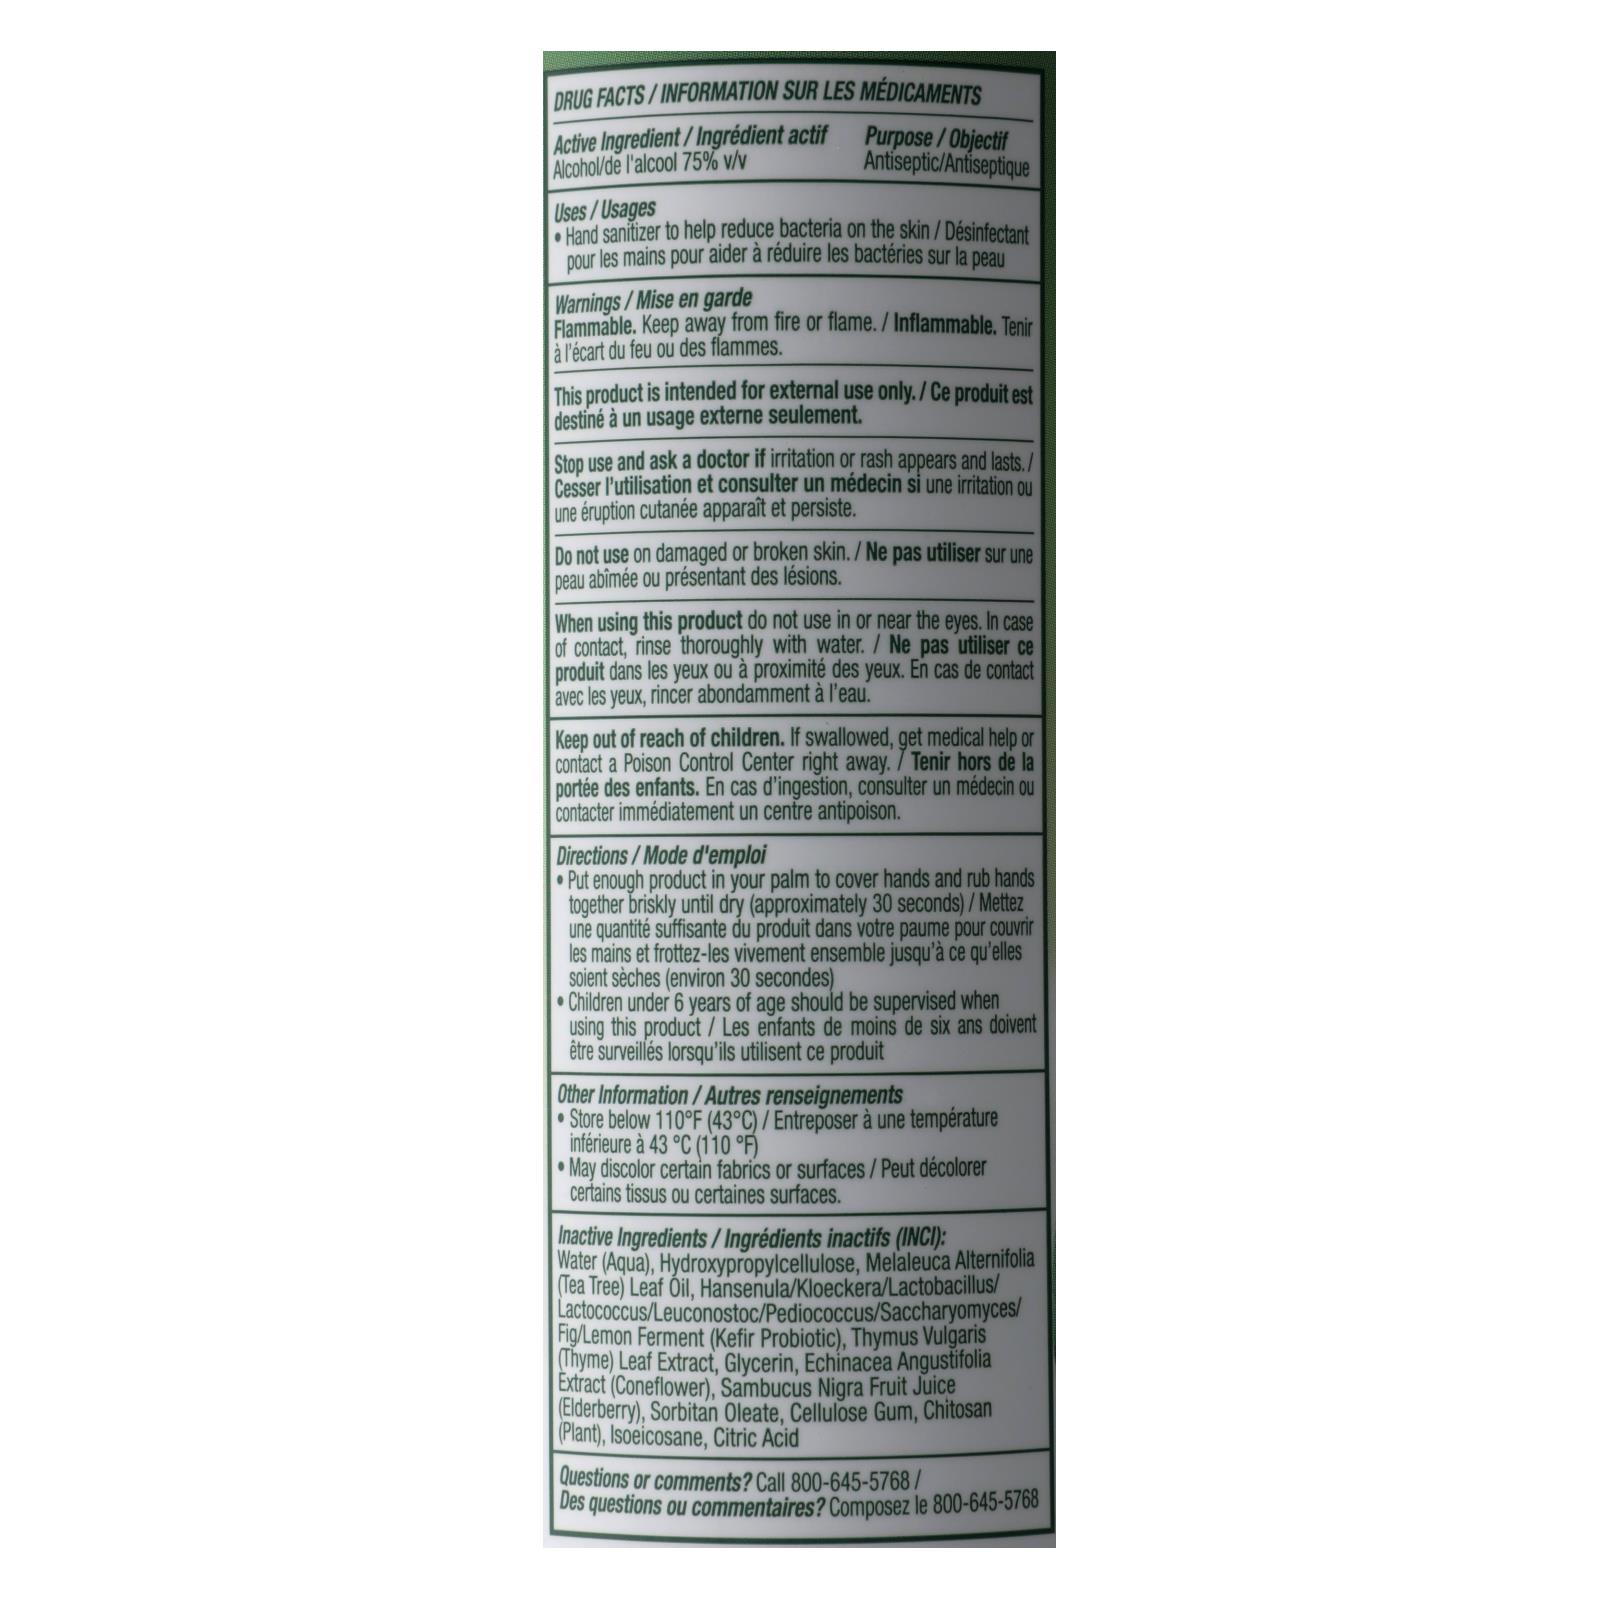 DRUG FACTS / INFORMATION SUR LES MÉDICAMENTS
Active Ingredient / Ingrédient actif Purpose / Objectif
Alcohol/de l'alcool 75% v/v Antiseptic/Antiseptique
Uses / Usages
• Hand sanitizer to help reduce bacteria on the skin / Désinfectant
pour les mains pour aider à réduire les bactéries sur la peau
Warnings / Mise en garde
Flammable. Keep away from fire or flame. / Inflammable. Tenir
à l'écart du feu ou des flammes.
This product is intended for external use only. / Ce produit est
destiné à un usage externe seulement.
Stop use and ask a doctor if irritation or rash appears and lasts. /
Cesser l'utilisation et consulter un médecin si une irritation ou
une éruption cutanée apparaît et persiste.
Do not use on damaged or broken skin. / Ne pas utiliser sur une
peau abîmée ou présentant des lésions.
When using this product do not use in or near the eyes. In case
of contact, rinse thoroughly with water. / Ne pas utiliser ce
produit dans les yeux ou à proximité des yeux. En cas de contact
avec les yeux, rincer abondamment à l'eau.
Keep out of reach of children. If swallowed, get medical help or
contact a Poison Control Center right away. / Tenir hors de la
portée des enfants. En cas d'ingestion, consulter un médecin ou
contacter immédiatement un centre antipoison.
Directions / Mode d'emploi
• Put enough product in your palm to cover hands and rub hands
together briskly until dry (approximately 30 seconds) / Mettez
une quantité suffisante du produit dans votre paume pour couvrir
les mains et frottez-les vivement ensemble jusqu'à ce qu'elles
soient sèches (environ 30 secondes)
• Children under 6 years of age should be supervised when
using this product / Les enfants de moins de six ans doivent
être surveillés lorsqu'ils utilisent ce produit
Other Information / Autres renseignements
• Store below 110°F (43°C) / Entreposer à une température
inférieure à 43 °C (110 °F)
• May discolor certain fabrics or surfaces / Peut décolorer
certains tissus ou certaines surfaces.
Inactive Ingredients / Ingrédients inactifs (INCI):
Water (Aqua), Hydroxypropylcellulose, Melaleuca Alternifolia
(Tea Tree) Leaf Oil, Hansenula/Kloeckera/Lactobacillus/
Lactococcus/Leuconostoc/Pediococcus/Saccharyomyces/
Fig/Lemon Ferment (Kefir Probiotic), Thymus Vulgaris
(Thyme) Leaf Extract, Glycerin, Echinacea Angustifolia
Extract (Coneflower), Sambucus Nigra Fruit Juice
(Elderberry), Sorbitan Oleate, Cellulose Gum, Chitosan
(Plant), Isoeicosane, Citric Acid
Questions or comments? Call 800-645-5768 /
Des questions ou commentaires? Composez le 800-645-5768